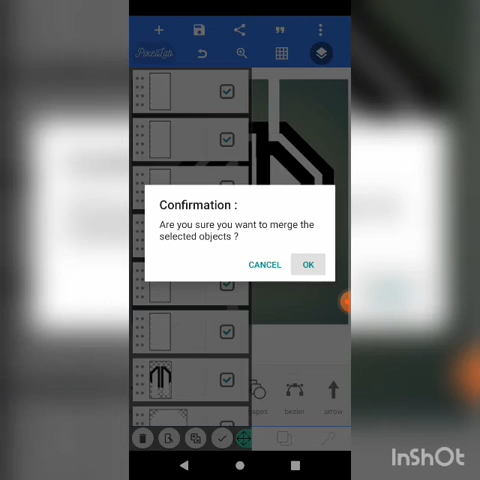 PixelLab
Confirmation :
Are you sure you want to merge the
selected objects ?
CANCEL
OK
bezier
arrow
InShOt